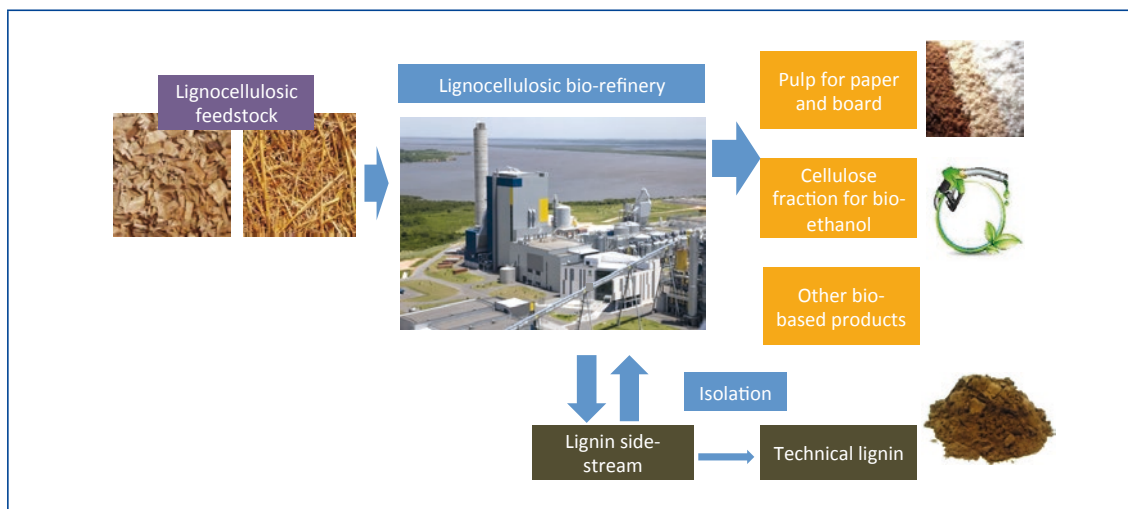 Lignocellulosic
feedstock
Lignocellulosic bio-refinery
Pulp for paper
and board
Cellulose
fraction for bio-
ethanol
Other bio-
based products
Isolation
Lignin side-
stream
Technical lignin